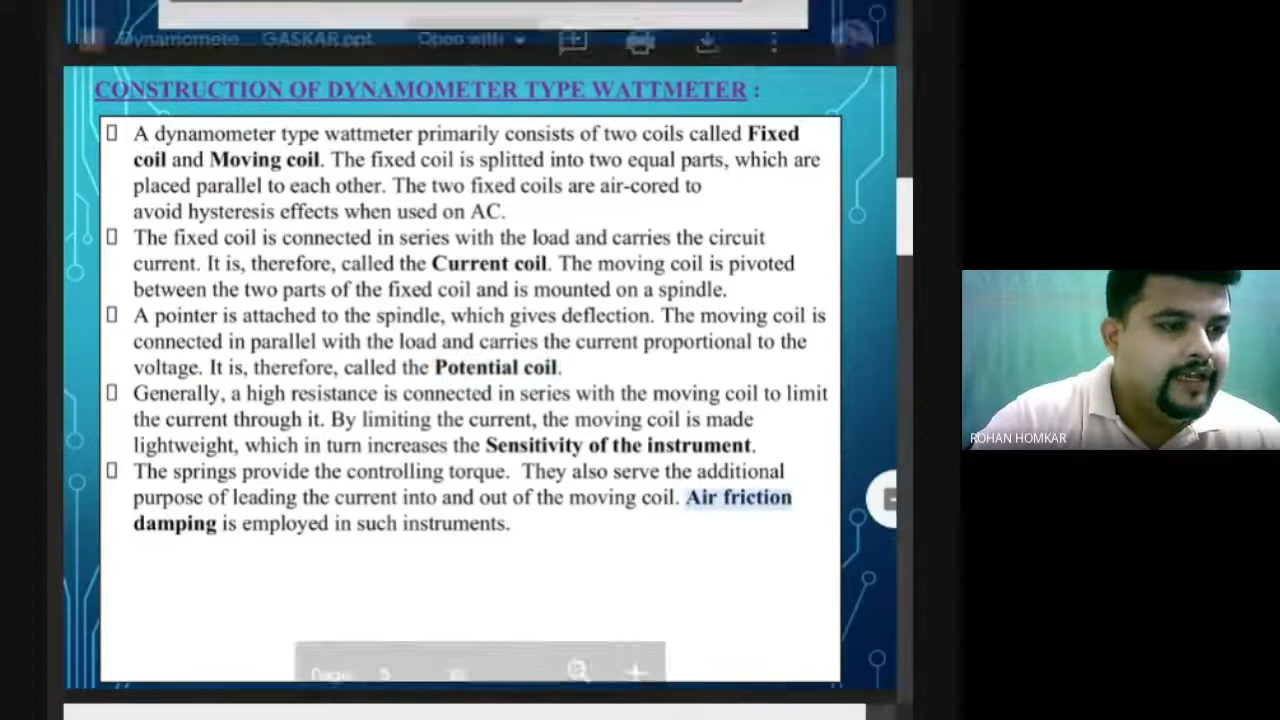 Dynamomete... GASKAR.ppt Open with
CONSTRUCTION OF DYNAMOMETER TYPE WATTMETER :
A dynamometer type wattmeter primarily consists of two coils called Fixed
coil and Moving coil. The fixed coil is splitted into two equal parts, which are
placed parallel to each other. The two fixed coils are air-cored to
avoid hysteresis effects when used on AC.
The fixed coil is connected in series with the load and carries the circuit
current. It is, therefore, called the Current coil. The moving coil is pivoted
between the two parts of the fixed coil and is mounted on a spindle.
A pointer is attached to the spindle, which gives deflection. The moving coil is
connected in parallel with the load and carries the current proportional to the
voltage. It is, therefore, called the Potential coil.
Generally, a high resistance is connected in series with the moving coil to limit
the current through it. By limiting the current, the moving coil is made
lightweight, which in turn increases the Sensitivity of the instrument.
The springs provide the controlling torque. They also serve the additional
purpose of leading the current into and out of the moving coil. Air friction
damping is employed in such instruments.
ROHAN HOMKAR
Page